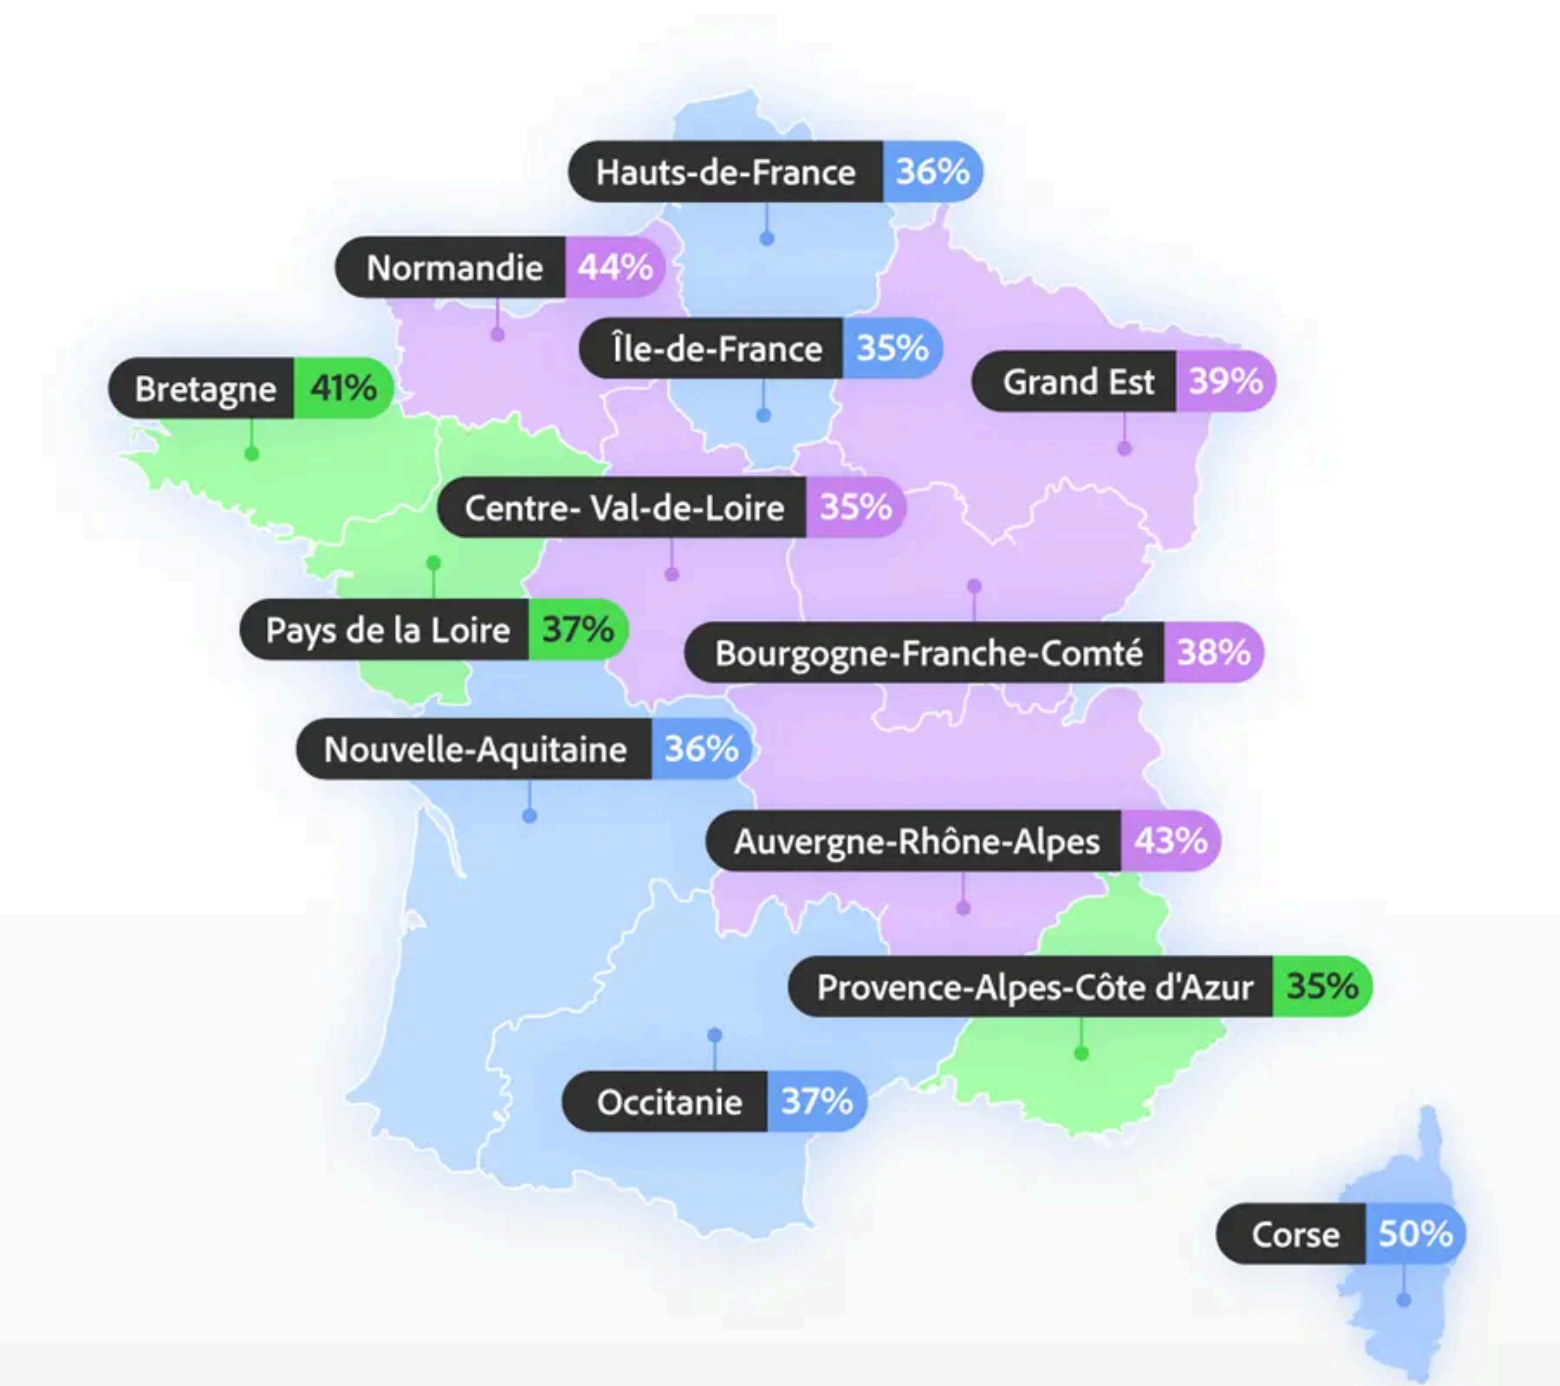 Hauts-de-France 36%
Normandie 44%
Île-de-France 35%
Grand Est 39%
Bretagne 41%
Centre- Val-de-Loire 35%
Pays de la Loire 37%
Bourgogne-Franche-Comté 38%
Nouvelle-Aquitaine 36%
Auvergne-Rhône-Alpes 43%
Provence-Alpes-Côte d'Azur 35%
Occitanie 37%
Corse 50%